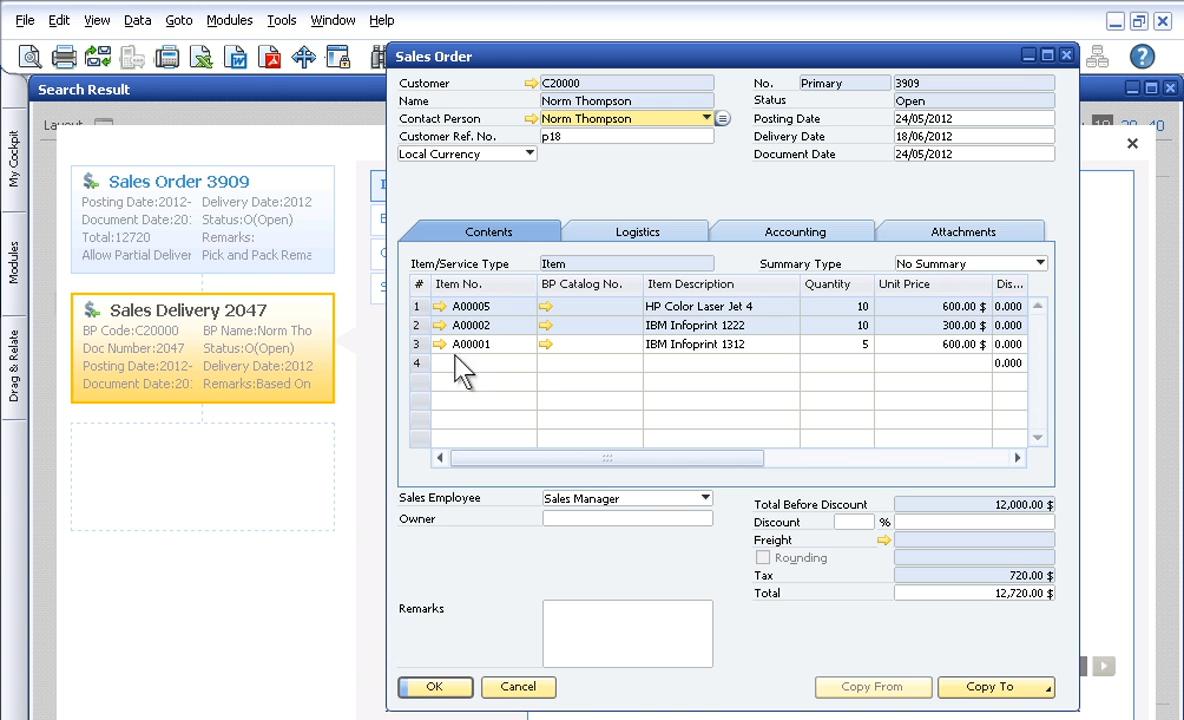 File Edit View Data Goto Modules Tools Window Help
Search Result
My Cockpit
Modules
Drag & Relate
Sales Order 3909
Posting Date:2012- Delivery Date:2012
Document Date:20: Status:O(Open)
Total:12720 Remarks:
Allow Partial Deliver Pick and Pack Rema
Sales Delivery 2047
BP Code:C20000 BP Name:Norm Tho
Doc Number:2047 Status:O(Open)
Posting Date:2012- Delivery Date:2012
Document Date:20: Remarks:Based On
Sales Order
Customer C20000 No. Primary 3909
Name Norm Thompson Status Open
Contact Person Norm Thompson Posting Date 24/05/2012
Customer Ref. No. p18 Delivery Date 18/06/2012
Local Currency Document Date 24/05/2012
Contents Logistics Accounting Attachments
Item/Service Type Item Summary Type No Summary
# Item No. BP Catalog No. Item Description Quantity Unit Price Dis...
1 A00005 HP Color Laser Jet 4 10 600.00 $ 0.000
2 A00002 IBM Infoprint 1222 10 300.00 $ 0.000
3 A00001 IBM Infoprint 1312 5 600.00 $ 0.000
4 0.000
Sales Employee Sales Manager Total Before Discount 12,000.00 $
Owner Discount %
Freight
Rounding
Tax 720.00 $
Total 12,720.00 $
Remarks
OK Cancel Copy From Copy To